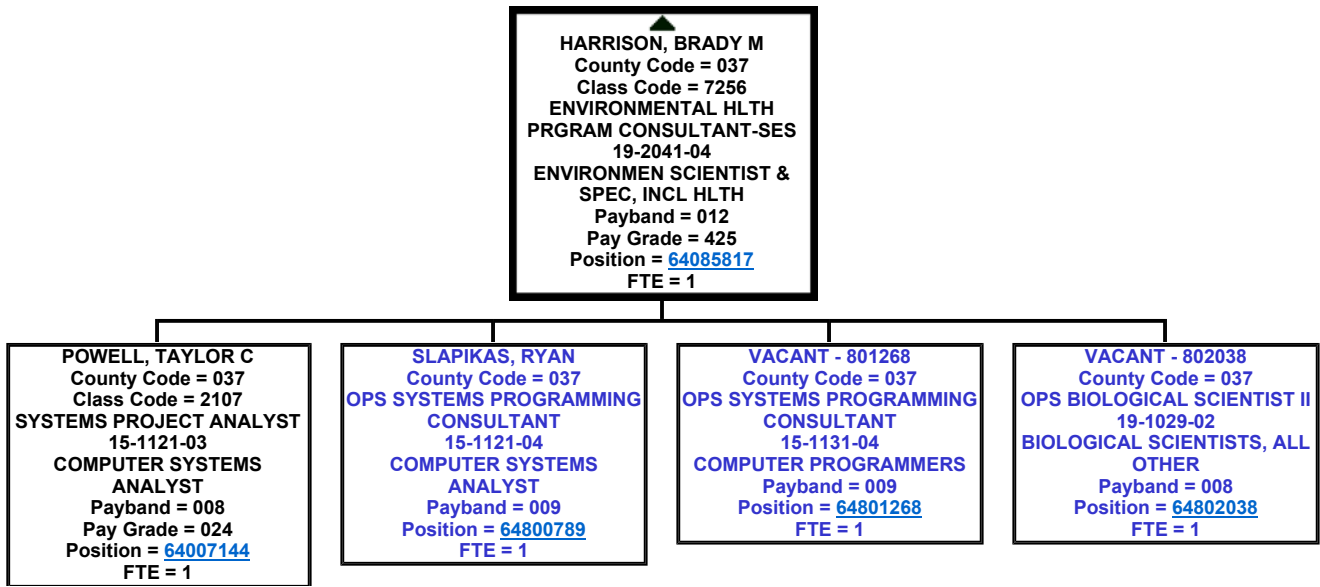 HARRISON, BRADY M
County Code = 037
Class Code = 7256
ENVIRONMENTAL HLTH
PRGRAM CONSULTANT-SES
19-2041-04
ENVIRONMEN SCIENTIST &
SPEC, INCL HLTH
Payband = 012
Pay Grade = 425
Position = 64085817
FTE = 1
POWELL, TAYLOR C
County Code = 037
Class Code = 2107
SYSTEMS PROJECT ANALYST
15-1121-03
COMPUTER SYSTEMS
ANALYST
Payband = 008
Pay Grade = 024
Position = 64007144
FTE = 1
SLAPIKAS, RYAN
County Code = 037
OPS SYSTEMS PROGRAMMING
CONSULTANT
15-1121-04
COMPUTER SYSTEMS
ANALYST
Payband = 009
Position = 64800789
FTE = 1
VACANT - 801268
County Code = 037
OPS SYSTEMS PROGRAMMING
CONSULTANT
15-1131-04
COMPUTER PROGRAMMERS
Payband = 009
Position = 64801268
FTE = 1
VACANT - 802038
County Code = 037
OPS BIOLOGICAL SCIENTIST II
19-1029-02
BIOLOGICAL SCIENTISTS, ALL
OTHER
Payband = 008
Position = 64802038
FTE = 1